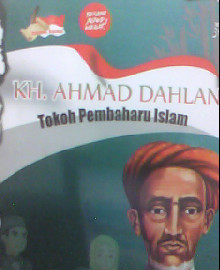 KH. AHMAD DAHLAN
Tokoh Pembaharu Islam